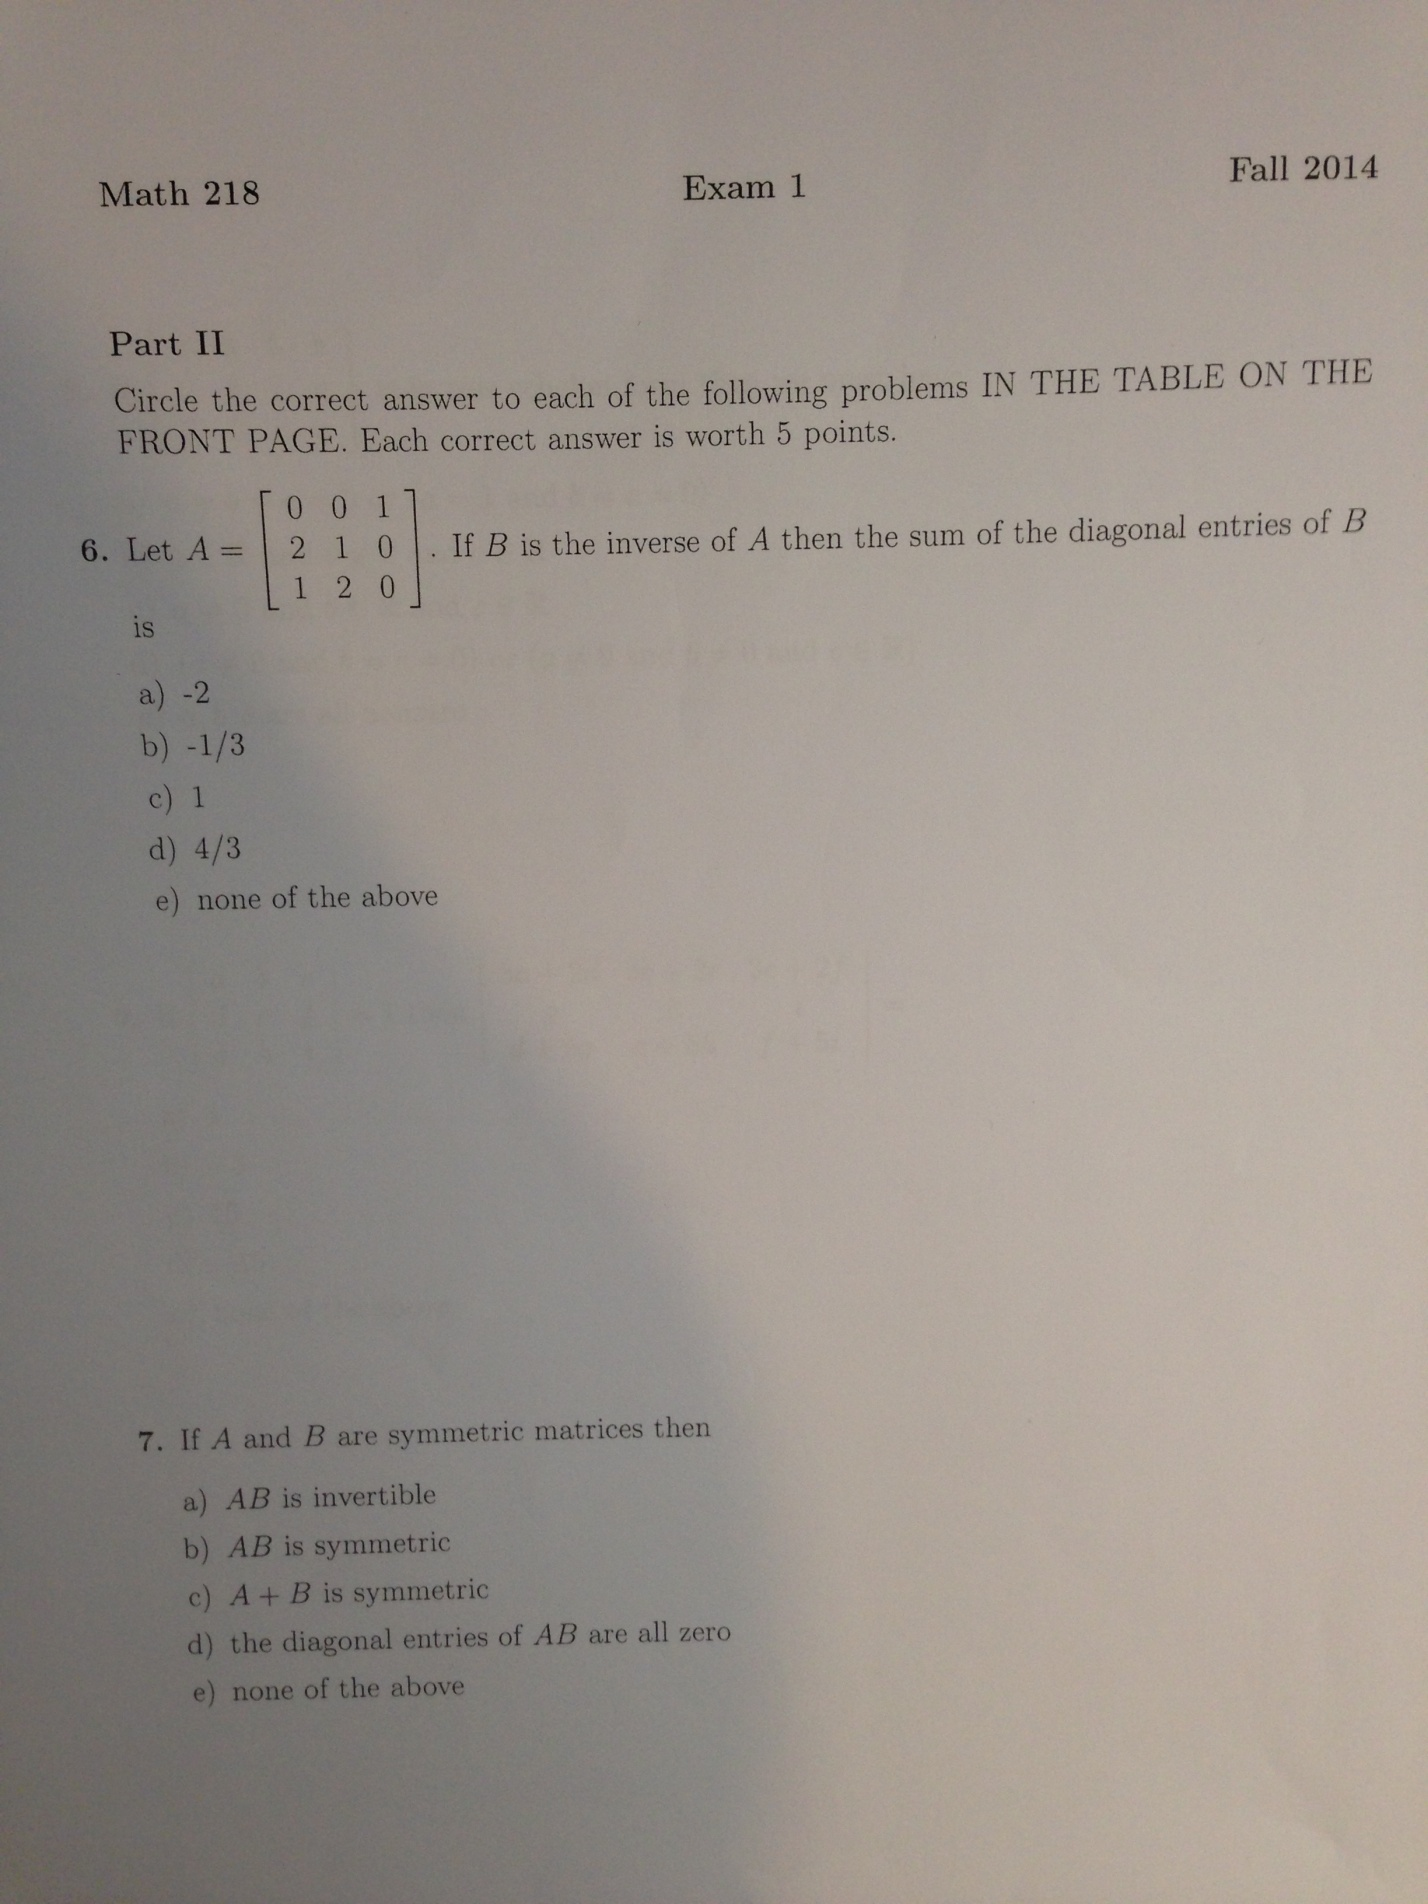 Math 218 Exam 1 Fall 2014
Part II
Circle the correct answer to each of the following problems IN THE TABLE ON THE
FRONT PAGE. Each correct answer is worth 5 points.
0 0 1
6. Let A = 2 1 0 . If B is the inverse of A then the sum of the diagonal entries of B
1 2 0
is
a) -2
b) -1/3
c) 1
d) 4/3
e) none of the above
7. If A and B are symmetric matrices then
a) AB is invertible
b) AB is symmetric
c) A + B is symmetric
d) the diagonal entries of AB are all zero
e) none of the above